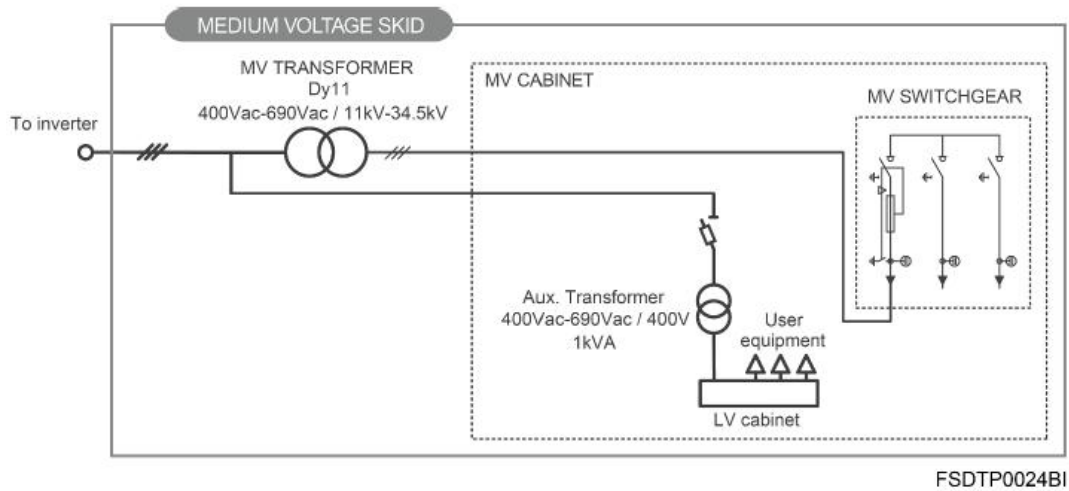 MEDIUM VOLTAGE SKID
MV TRANSFORMER
Dy11
400Vac-690Vac / 11kV-34.5kV
MV CABINET
MV SWITCHGEAR
To inverter
Aux. Transformer
400Vac-690Vac / 400V
1kVA
User
equipment
LV cabinet
FSDTP0024BI